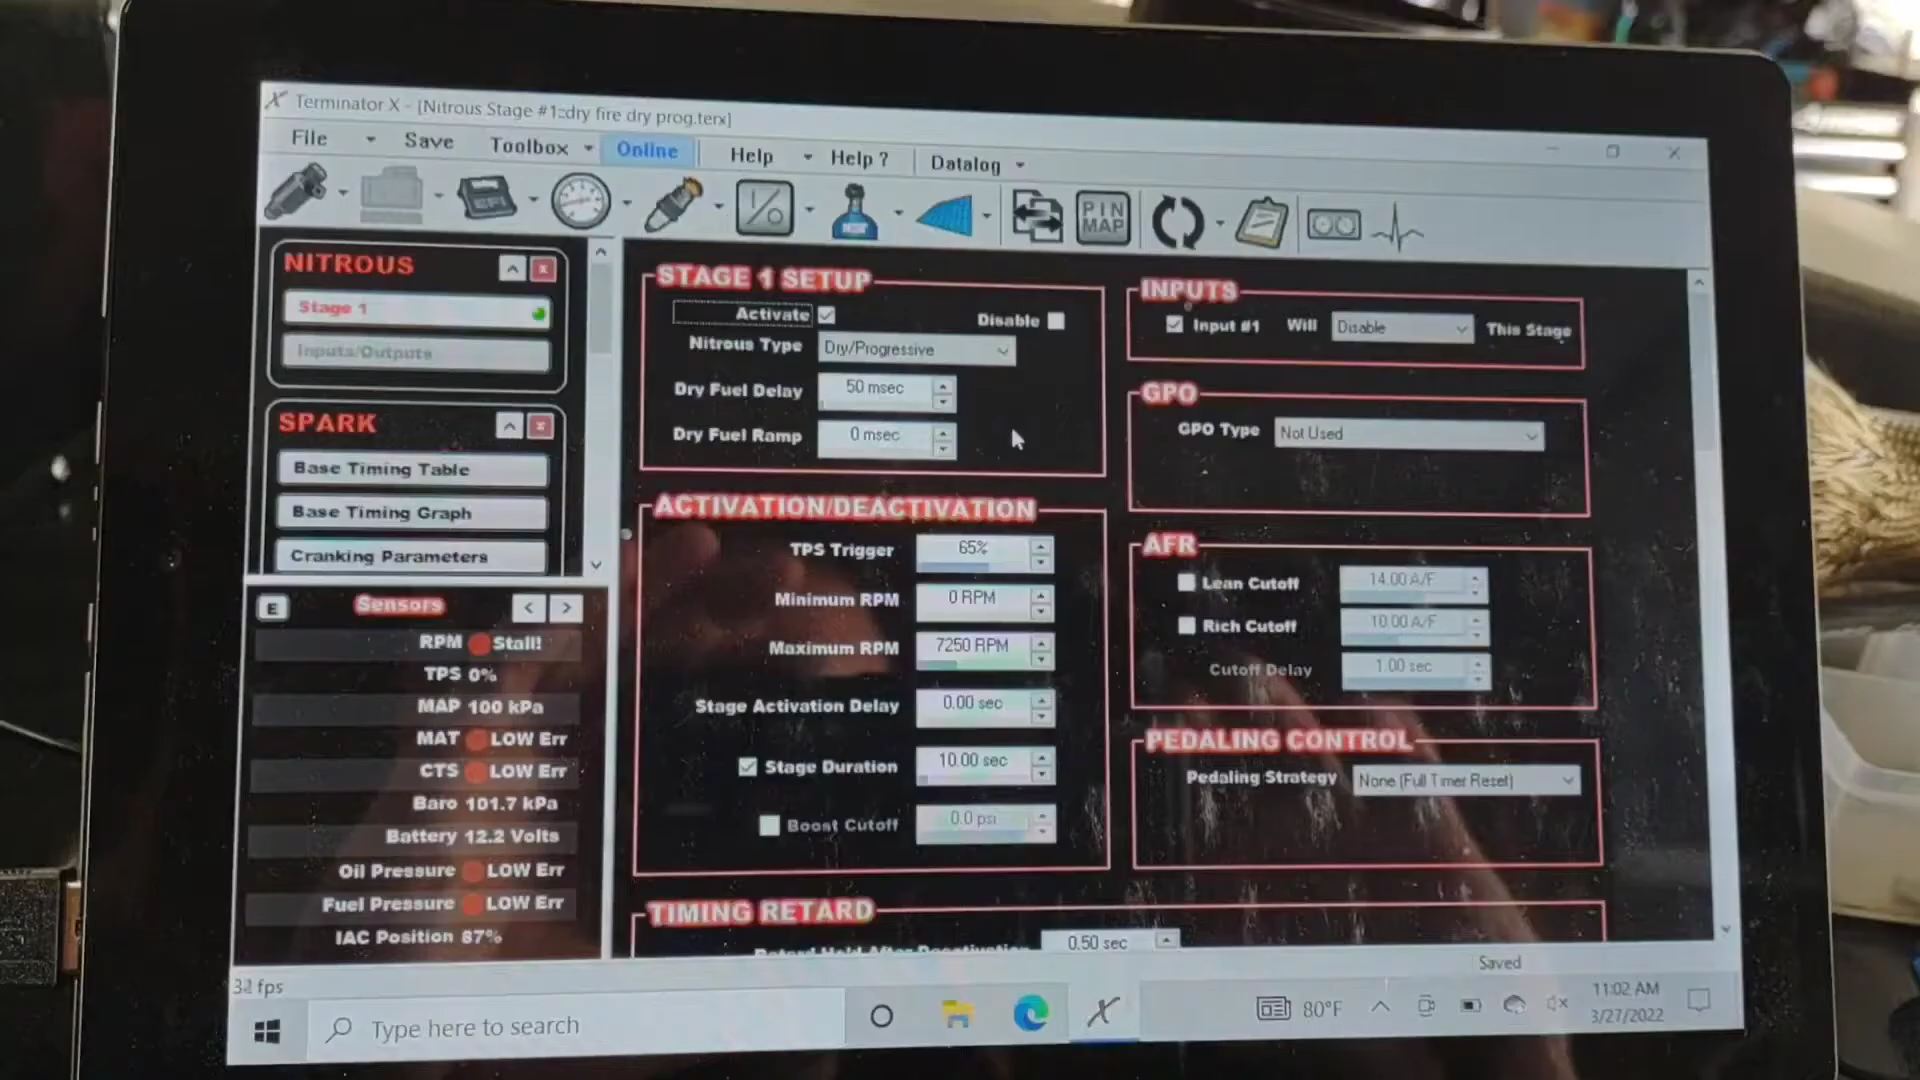 Terminator X - [Nitrous Stage #1::dry fire dry prog.terx]
File Save Toolbox Online Help Help ? Datalog
EFI
I/O
NOS
PIN MAP
NITROUS
Stage 1
Inputs/Outputs
SPARK
Base Timing Table
Base Timing Graph
Cranking Parameters
E Sensors < >
RPM Stall!
TPS 0%
MAP 100 kPa
MAT LOW Err
CTS LOW Err
Baro 101.7 kPa
Battery 12.2 Volts
Oil Pressure LOW Err
Fuel Pressure LOW Err
IAC Position 87%
STAGE 1 SETUP
Activate Disable
Nitrous Type Dry/Progressive
Dry Fuel Delay 50 msec
Dry Fuel Ramp 0 msec
ACTIVATION/DEACTIVATION
TPS Trigger 65%
Minimum RPM 0 RPM
Maximum RPM 7250 RPM
Stage Activation Delay 0.00 sec
Stage Duration 10.00 sec
Boost Cutoff 0.0 psi
TIMING RETARD
Retard Hold After Deactivation 0.50 sec
INPUTS
Input #1 Will Disable This Stage
GPO
GPO Type Not Used
AFR
Lean Cutoff 14.00 A/F
Rich Cutoff 10.00 A/F
Cutoff Delay 1.00 sec
PEDALING CONTROL
Pedaling Strategy None (Full Timer Reset)
Saved
fps
Type here to search
80°F
11:02 AM
3/27/2022